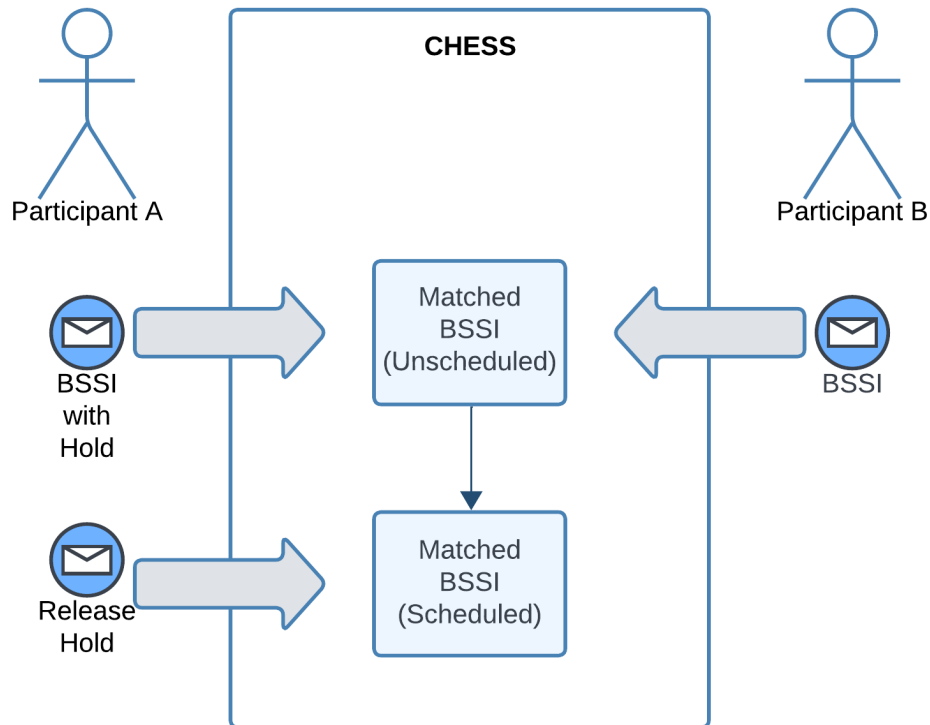 CHESS
Participant A
Participant B
Matched
BSSI
(Unscheduled)
BSSI
with
Hold
BSSI
Matched
BSSI
(Scheduled)
Release
Hold